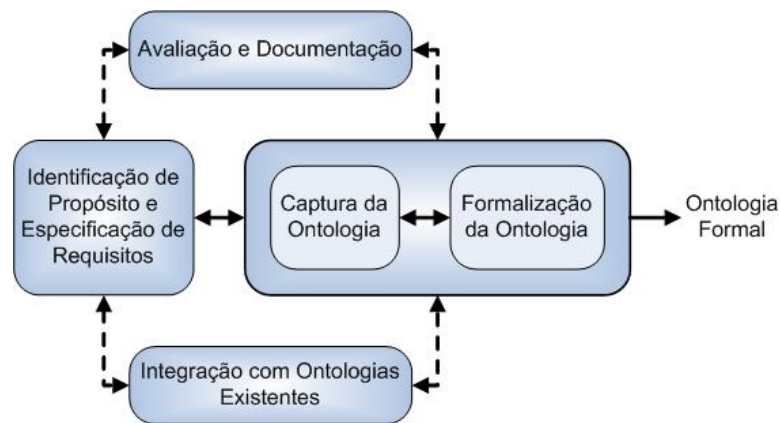 Avaliação e Documentação
Identificação de
Propósito e
Especificação de
Requisitos
Captura da
Ontologia
Formalização
da Ontologia
Ontologia
Formal
Integração com Ontologias
Existentes